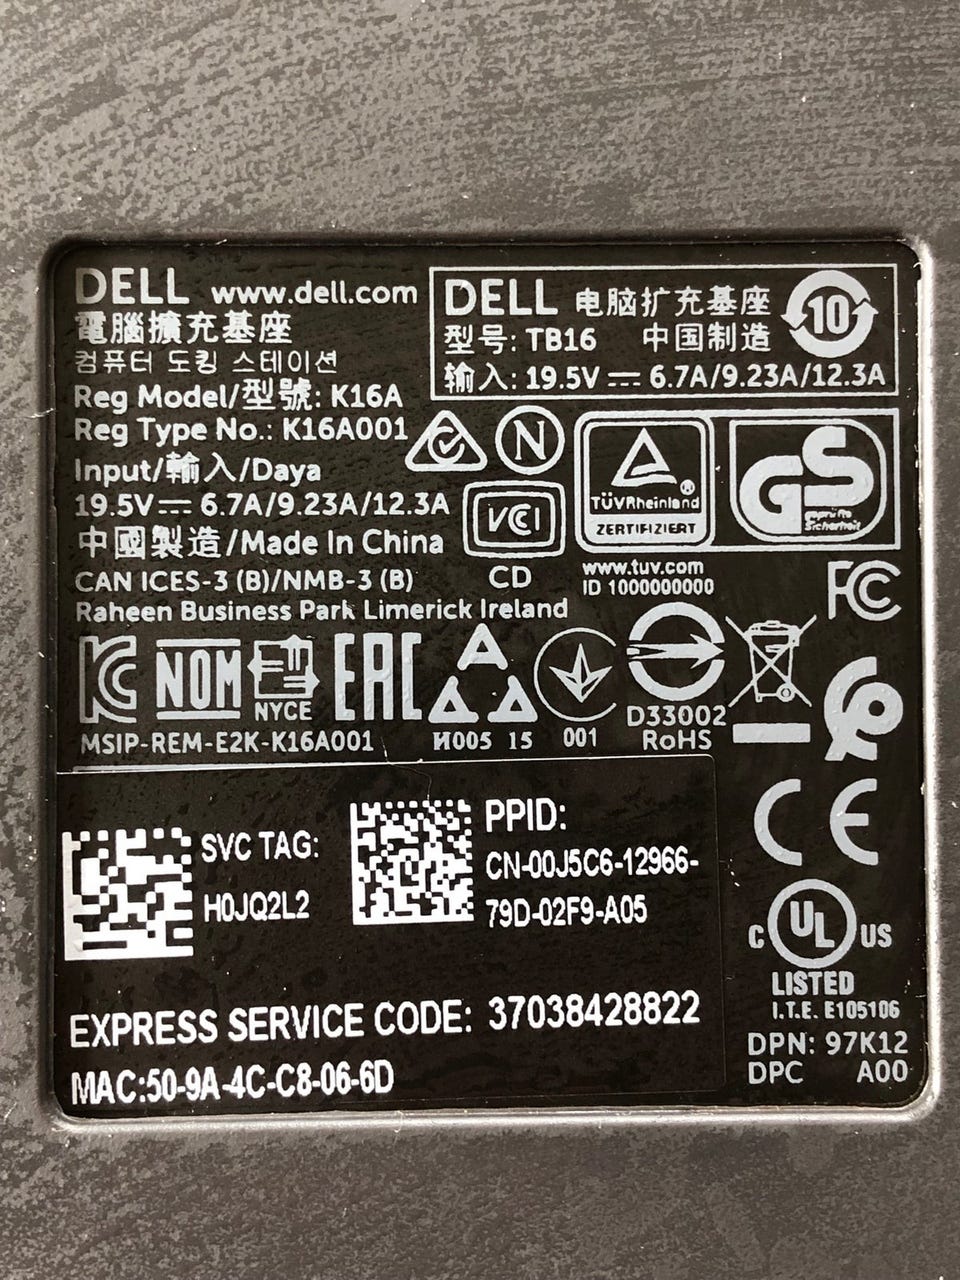 DELL www.dell.com
電腦擴充基座
컴퓨터 도킹 스테이션
Reg Model/型號: K16A
Reg Type No.: K16A001
Input/輸入/Daya
19.5V⎓ 6.7A/9.23A/12.3A
中國製造/Made In China
CAN ICES-3 (B)/NMB-3 (B)
Raheen Business Park Limerick Ireland
DELL 电脑扩充基座
型号: TB16 中国制造
输入: 19.5V⎓ 6.7A/9.23A/12.3A
10
N
VCI
CD
TÜVRheinland
®
ZERTIFIZIERT
www.tuv.com
ID 1000000000
GS
geprüfte
Sicherheit
FCC
KC
NOM
NYCE
EAC
MSIP-REM-E2K-K16A001
И005 15
001
D33002
RoHS
CE
SVC TAG:
H0JQ2L2
PPID:
CN-00J5C6-12966-
79D-02F9-A05
EXPRESS SERVICE CODE: 37038428822
MAC:50-9A-4C-C8-06-6D
C UL US
LISTED
I.T.E. E105106
DPN: 97K12
DPC A00